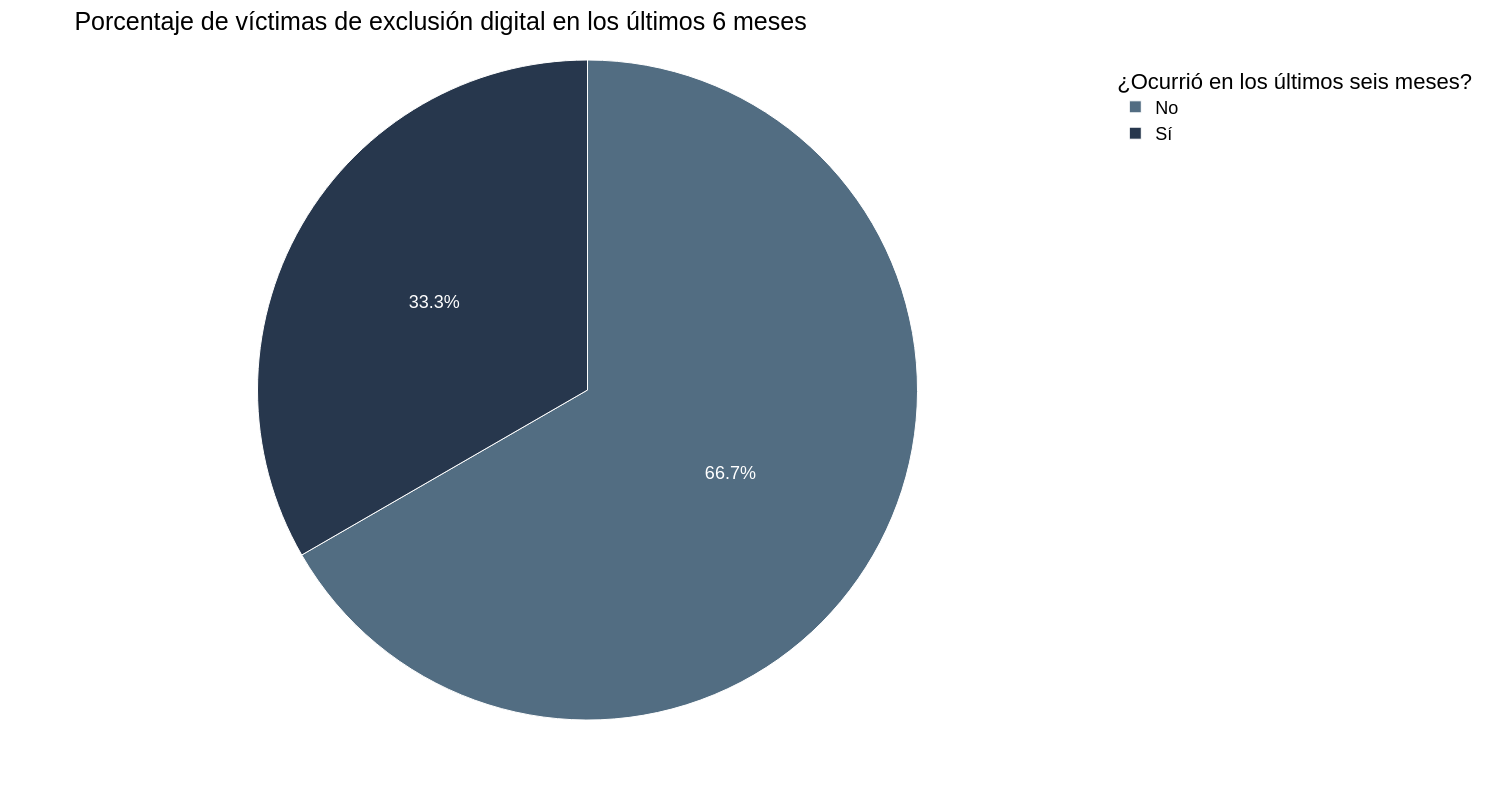 Porcentaje de víctimas de exclusión digital en los últimos 6 meses
¿Ocurrió en los últimos seis meses?
No
Sí
33.3%
66.7%